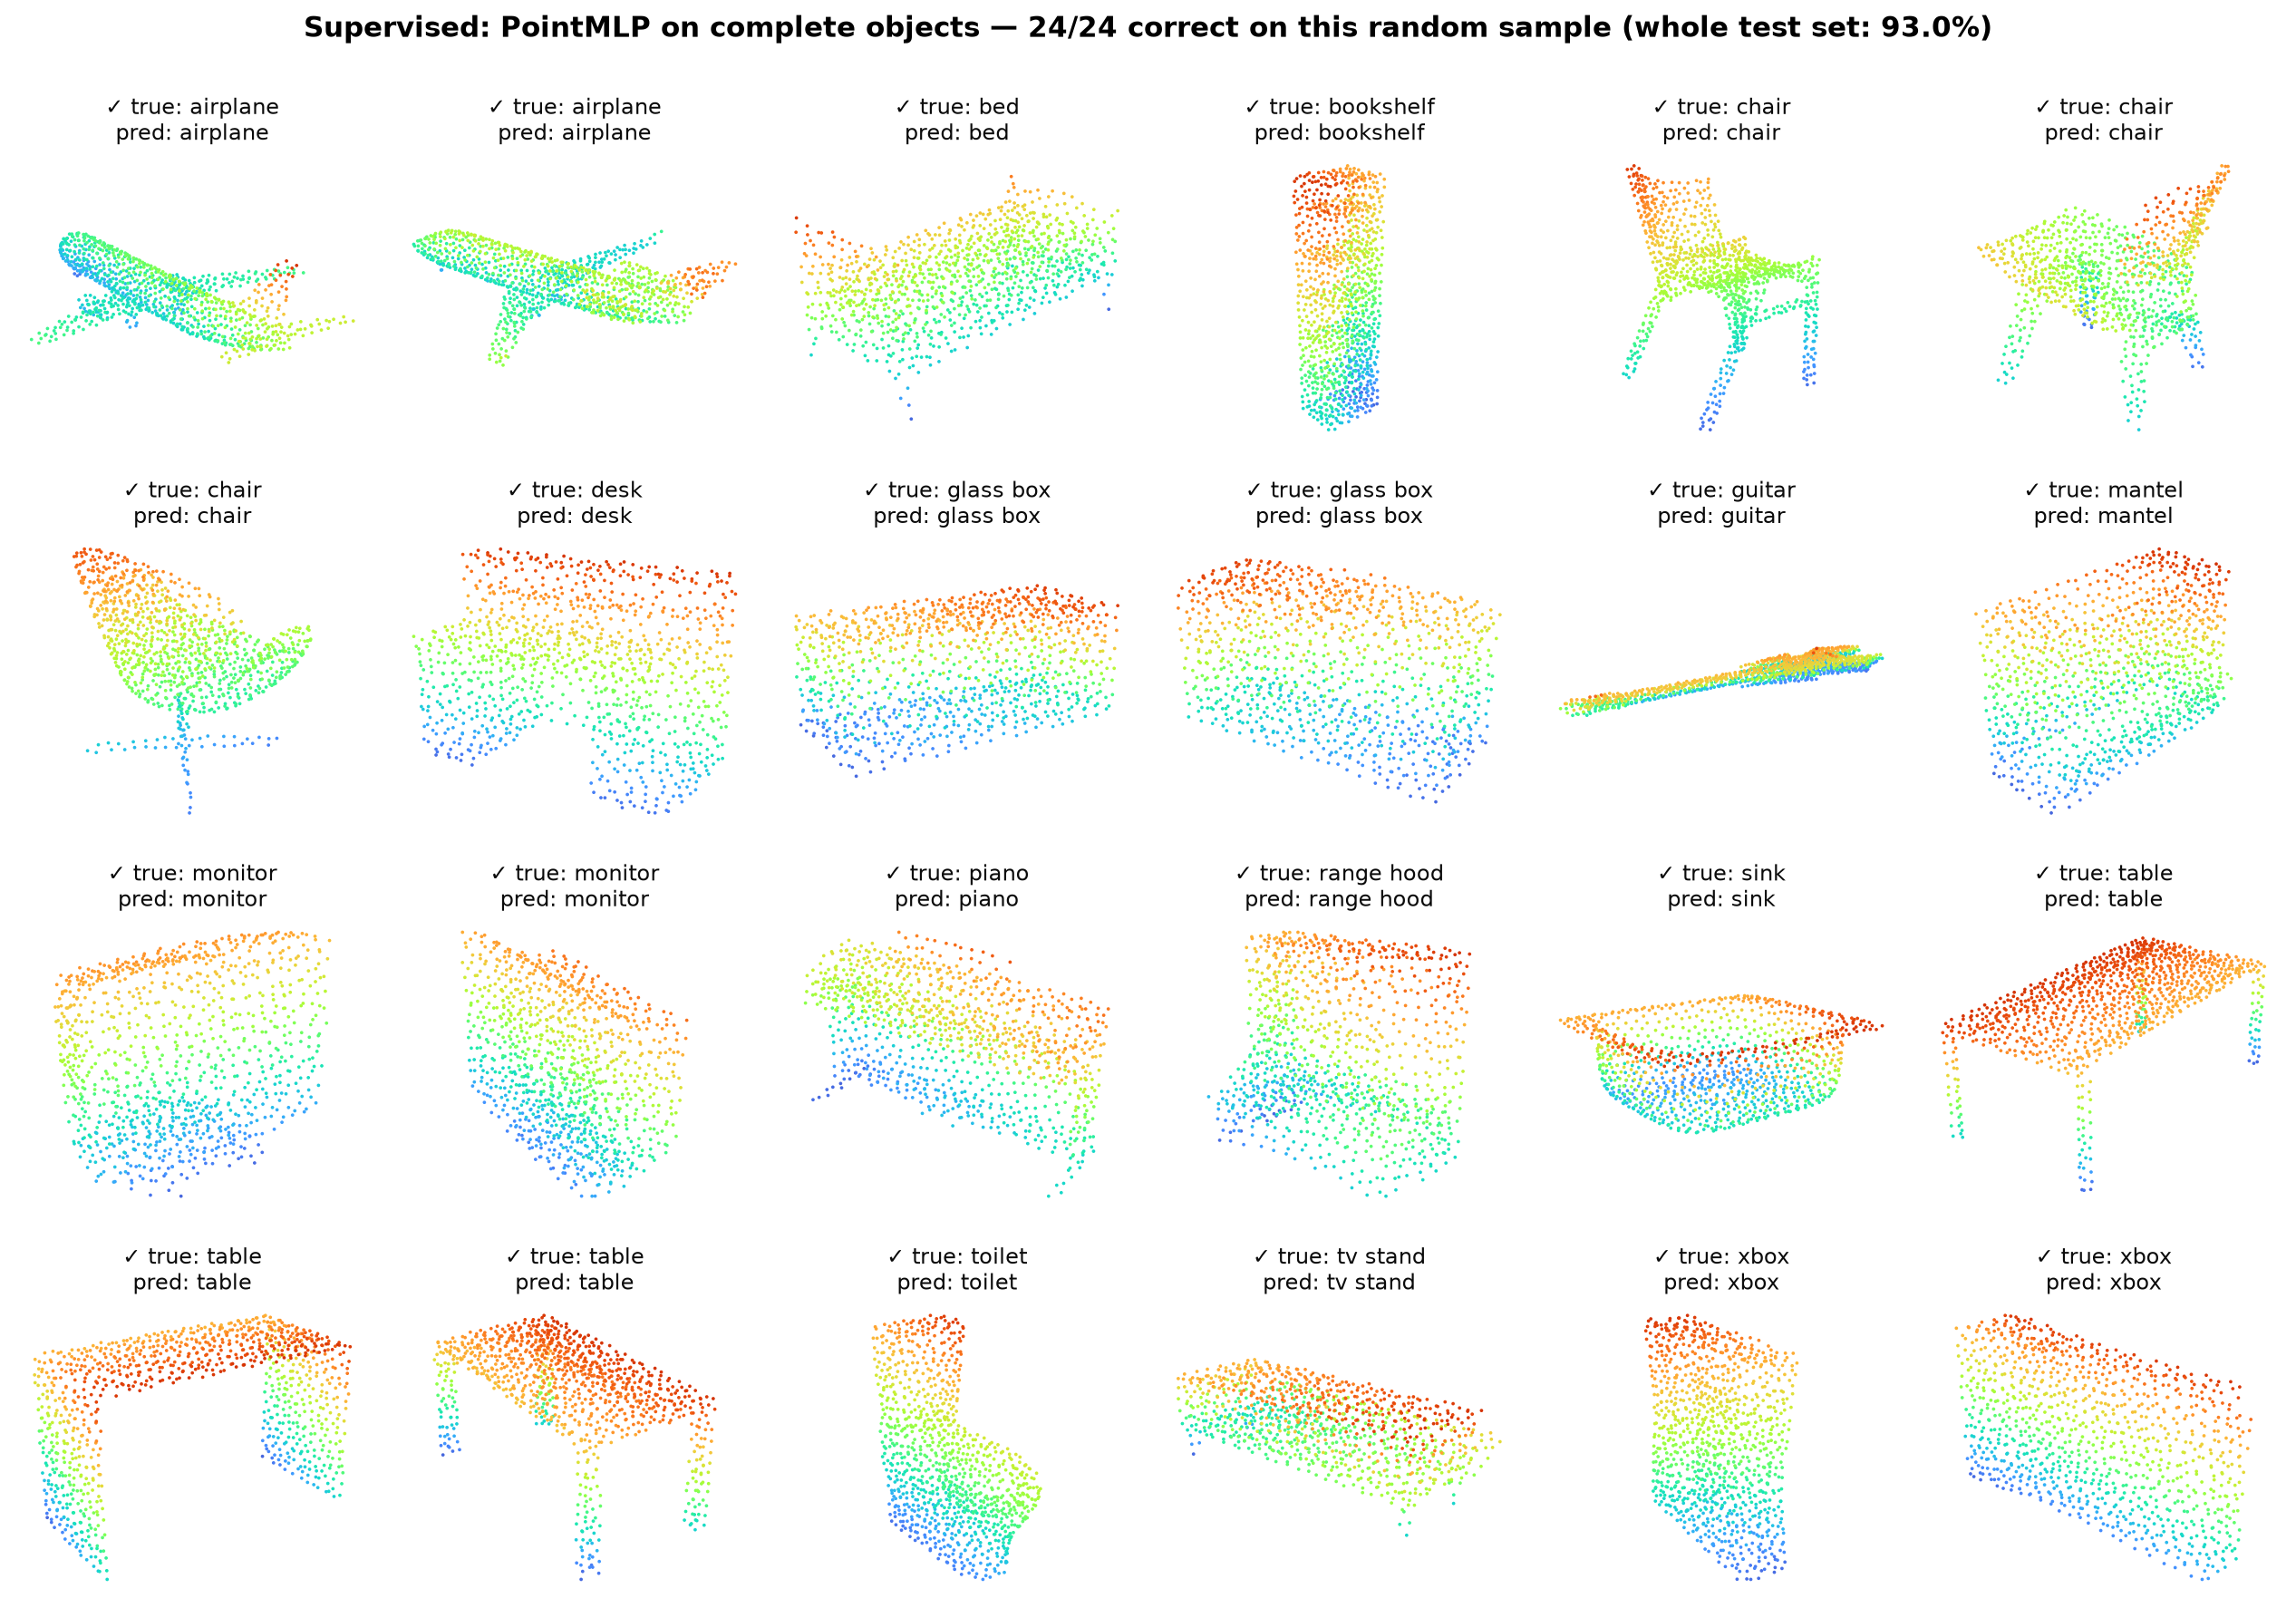 Supervised: PointMLP on complete objects — 24/24 correct on this random sample (whole test set: 93.0%)
✓ true: airplane
pred: airplane
✓ true: airplane
pred: airplane
✓ true: bed
pred: bed
✓ true: bookshelf
pred: bookshelf
✓ true: chair
pred: chair
✓ true: chair
pred: chair
✓ true: chair
pred: chair
✓ true: desk
pred: desk
✓ true: glass box
pred: glass box
✓ true: glass box
pred: glass box
✓ true: guitar
pred: guitar
✓ true: mantel
pred: mantel
✓ true: monitor
pred: monitor
✓ true: monitor
pred: monitor
✓ true: piano
pred: piano
✓ true: range hood
pred: range hood
✓ true: sink
pred: sink
✓ true: table
pred: table
✓ true: table
pred: table
✓ true: table
pred: table
✓ true: toilet
pred: toilet
✓ true: tv stand
pred: tv stand
✓ true: xbox
pred: xbox
✓ true: xbox
pred: xbox